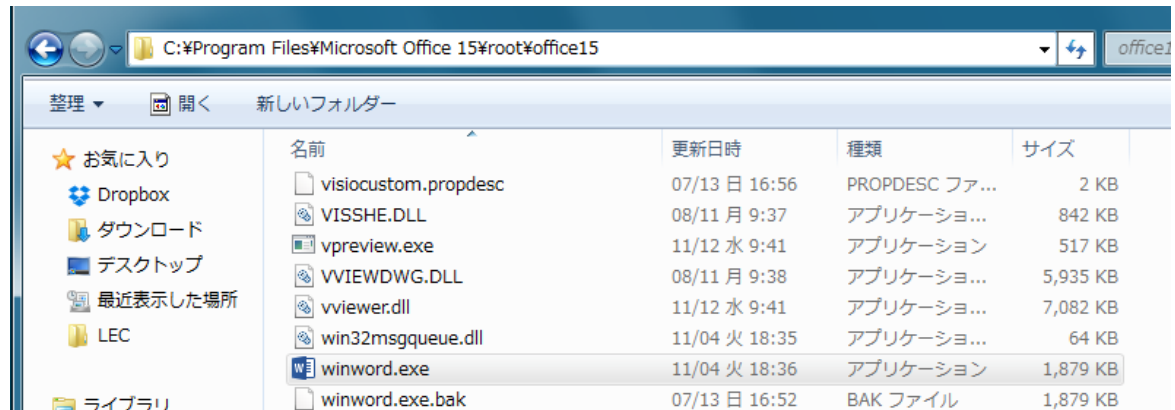 C:¥Program Files¥Microsoft Office 15¥root¥office15 office1
整理 開く 新しいフォルダー
お気に入り
Dropbox
ダウンロード
デスクトップ
最近表示した場所
LEC
ライブラリ
名前 更新日時 種類 サイズ
visiocustom.propdesc 07/13 日 16:56 PROPDESC ファ... 2 KB
VISSHE.DLL 08/11 月 9:37 アプリケーショ... 842 KB
vpreview.exe 11/12 水 9:41 アプリケーション 517 KB
VVIEWDWG.DLL 08/11 月 9:38 アプリケーショ... 5,935 KB
vviewer.dll 11/12 水 9:41 アプリケーショ... 7,082 KB
win32msgqueue.dll 11/04 火 18:35 アプリケーショ... 64 KB
winword.exe 11/04 火 18:36 アプリケーション 1,879 KB
winword.exe.bak 07/13 日 16:52 BAK ファイル 1,879 KB